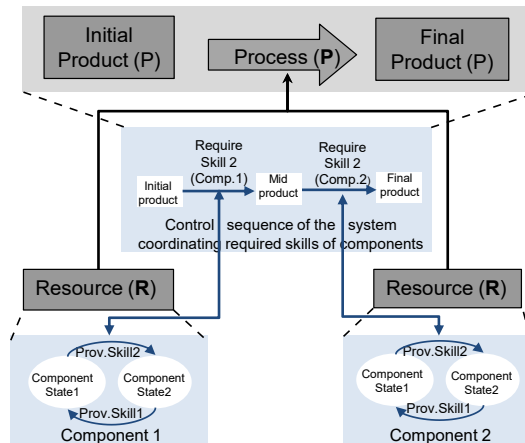 Initial
Product (P)
Process (P)
Final
Product (P)
Require
Skill 2
(Comp.1)
Require
Skill 2
(Comp.2)
Initial
product
Mid
product
Final
product
Control sequence of the system
coordinating required skills of components
Resource (R)
Resource (R)
Prov.Skill2
Component
State1
Component
State2
Prov.Skill1
Component 1
Prov.Skill2
Component
State1
Component
State2
Prov.Skill1
Component 2